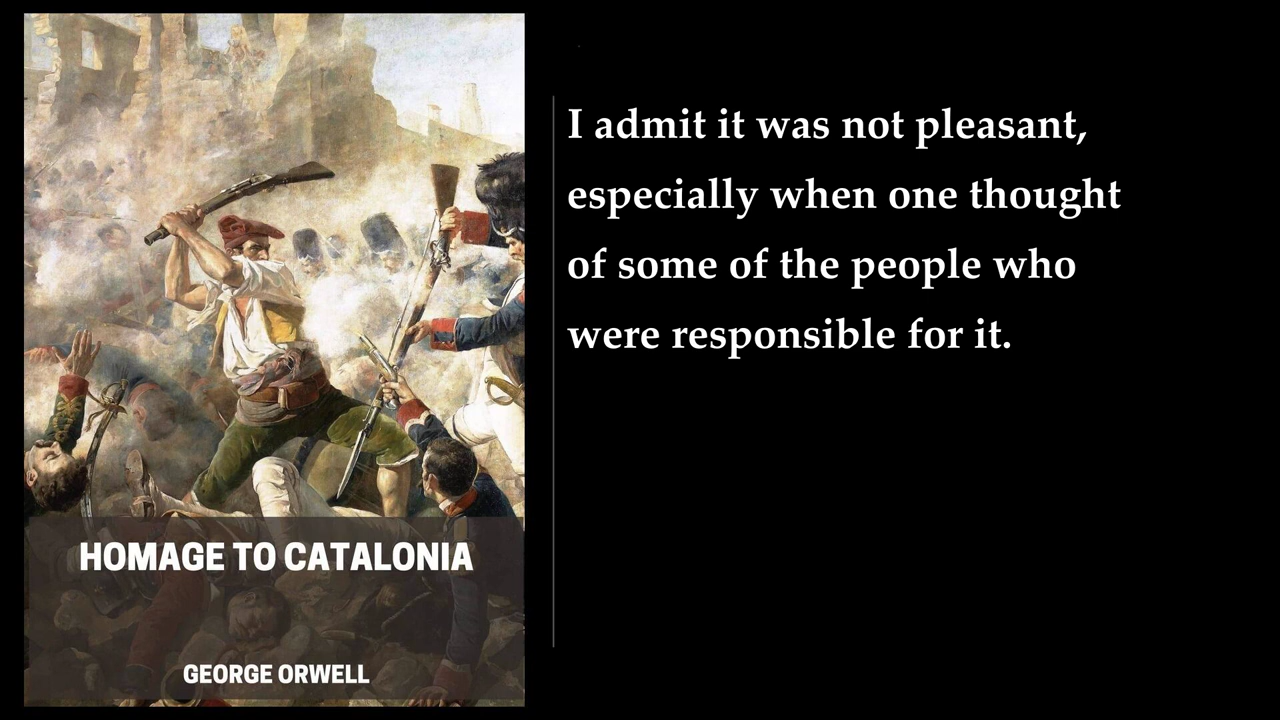 I admit it was not pleasant,
especially when one thought
of some of the people who
were responsible for it.
HOMAGE TO CATALONIA
GEORGE ORWELL